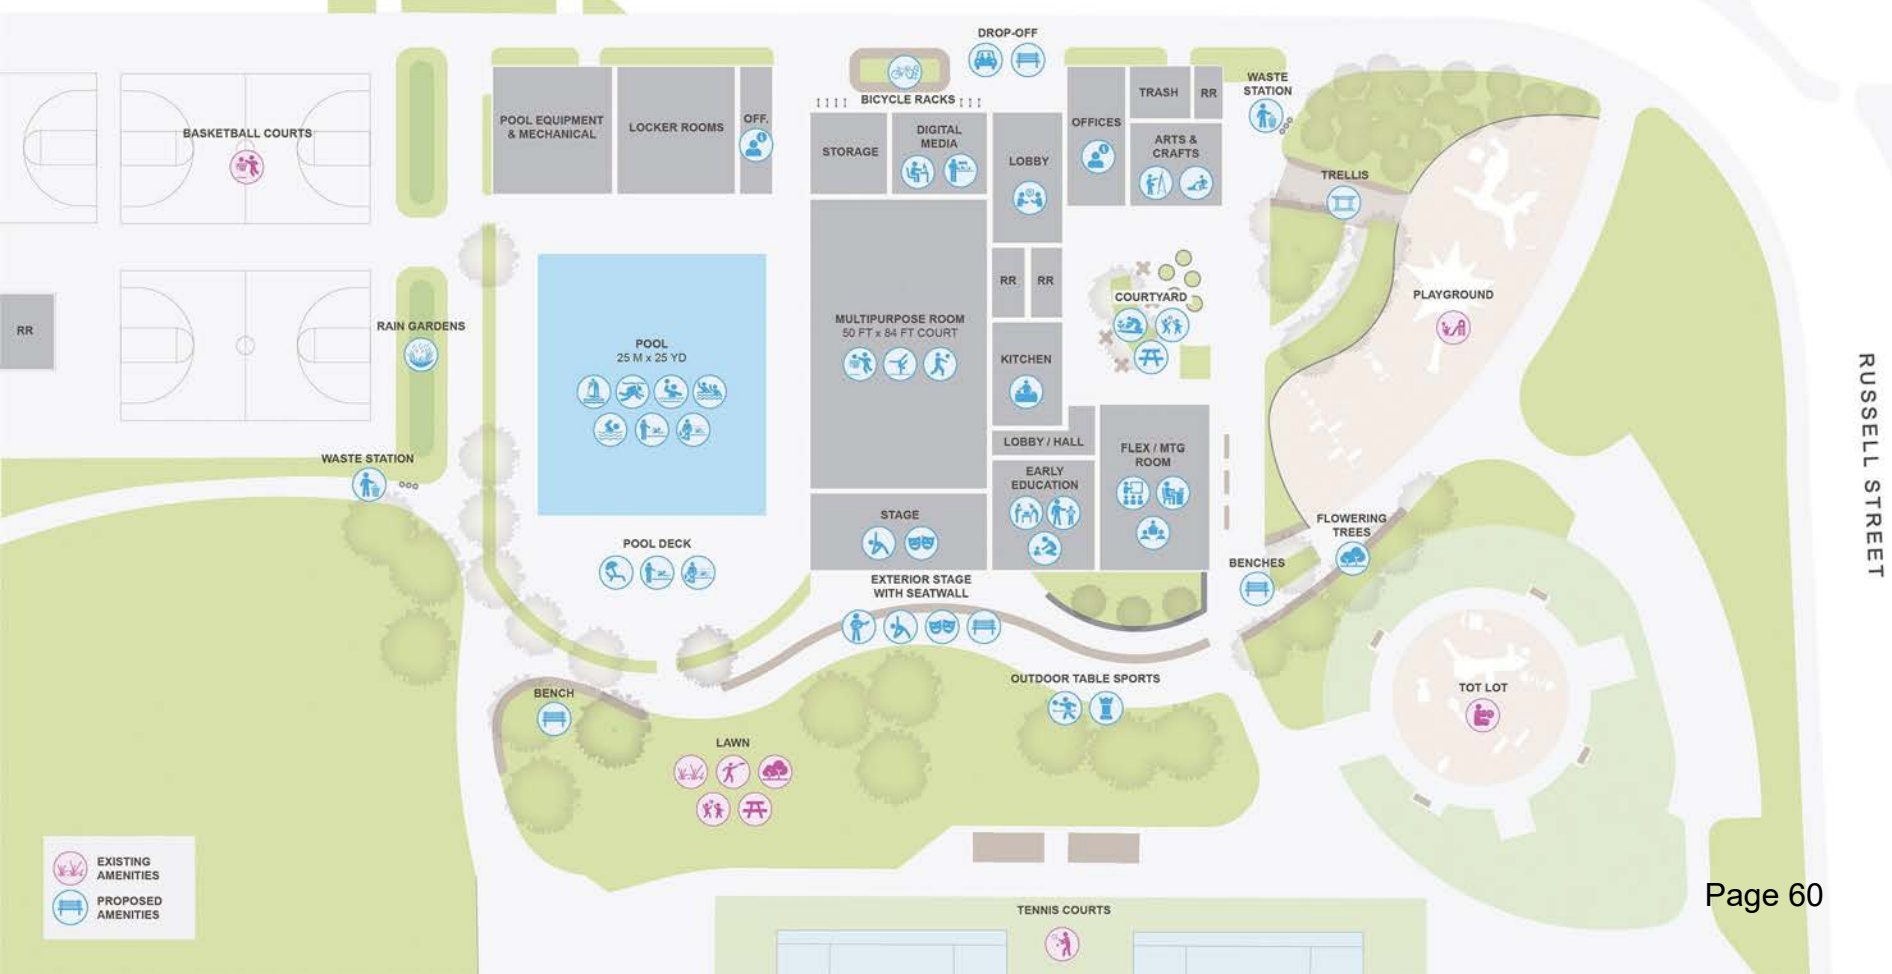 DROP-OFF
BICYCLE RACKS
WASTE
STATION
BASKETBALL COURTS
POOL EQUIPMENT
& MECHANICAL
LOCKER ROOMS
OFF.
STORAGE
DIGITAL
MEDIA
LOBBY
OFFICES
TRASH
RR
ARTS &
CRAFTS
TRELLIS
RR
RAIN GARDENS
POOL
25 M x 25 YD
MULTIPURPOSE ROOM
50 FT x 84 FT COURT
RR
RR
KITCHEN
COURTYARD
PLAYGROUND
RUSSELL STREET
WASTE STATION
LOBBY / HALL
EARLY
EDUCATION
FLEX / MTG
ROOM
STAGE
POOL DECK
EXTERIOR STAGE
WITH SEATWALL
BENCHES
FLOWERING
TREES
BENCH
OUTDOOR TABLE SPORTS
TOT LOT
LAWN
EXISTING
AMENITIES
PROPOSED
AMENITIES
TENNIS COURTS
Page 60